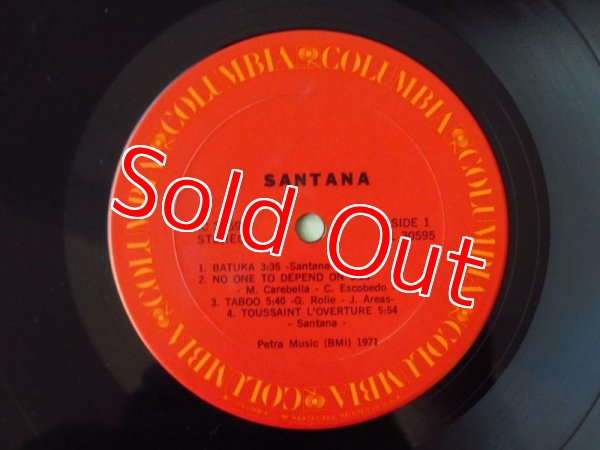 COLUMBIA COLUMBIA COLUMBIA COLUMBIA COLUMBIA COLUMBIA
SANTANA
SIDE 1
30595
1. BATUKA 3:35 -Santana-
2. NO ONE TO DEPEND ON
- M. Carebella - C. Escobedo
3. TABOO 5:40 -G. Rolie - J. Areas-
4. TOUSSAINT L'OVERTURE 5:54
- Santana -
Petra Music (BMI) 1971
Sold Out